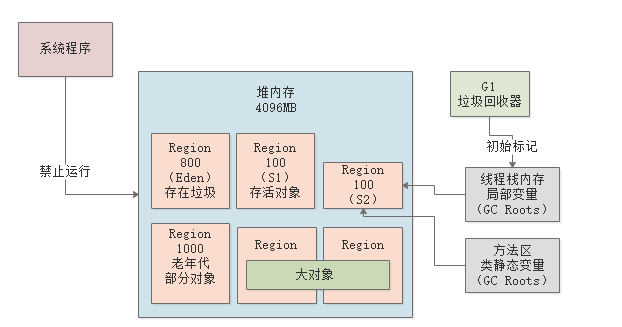 系统程序
禁止运行
堆内存
4096MB
Region
800
（Eden）
存在垃圾
Region
100
（S1）
存活对象
Region
100
（S2）
Region
1000
老年代
部分对象
Region
Region
大对象
G1
垃圾回收器
初始标记
线程栈内存
局部变量
（GC Roots）
方法区
类静态变量
（GC Roots）